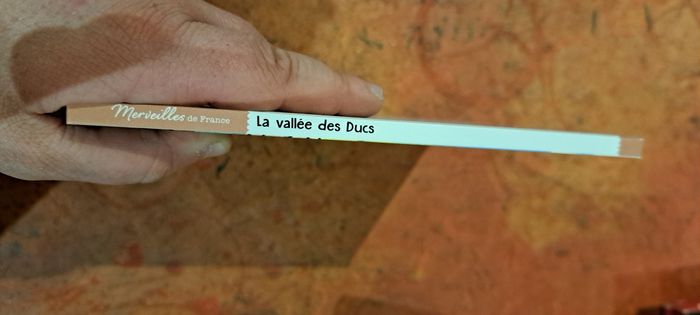 Merveilles de France
La vallée des Ducs